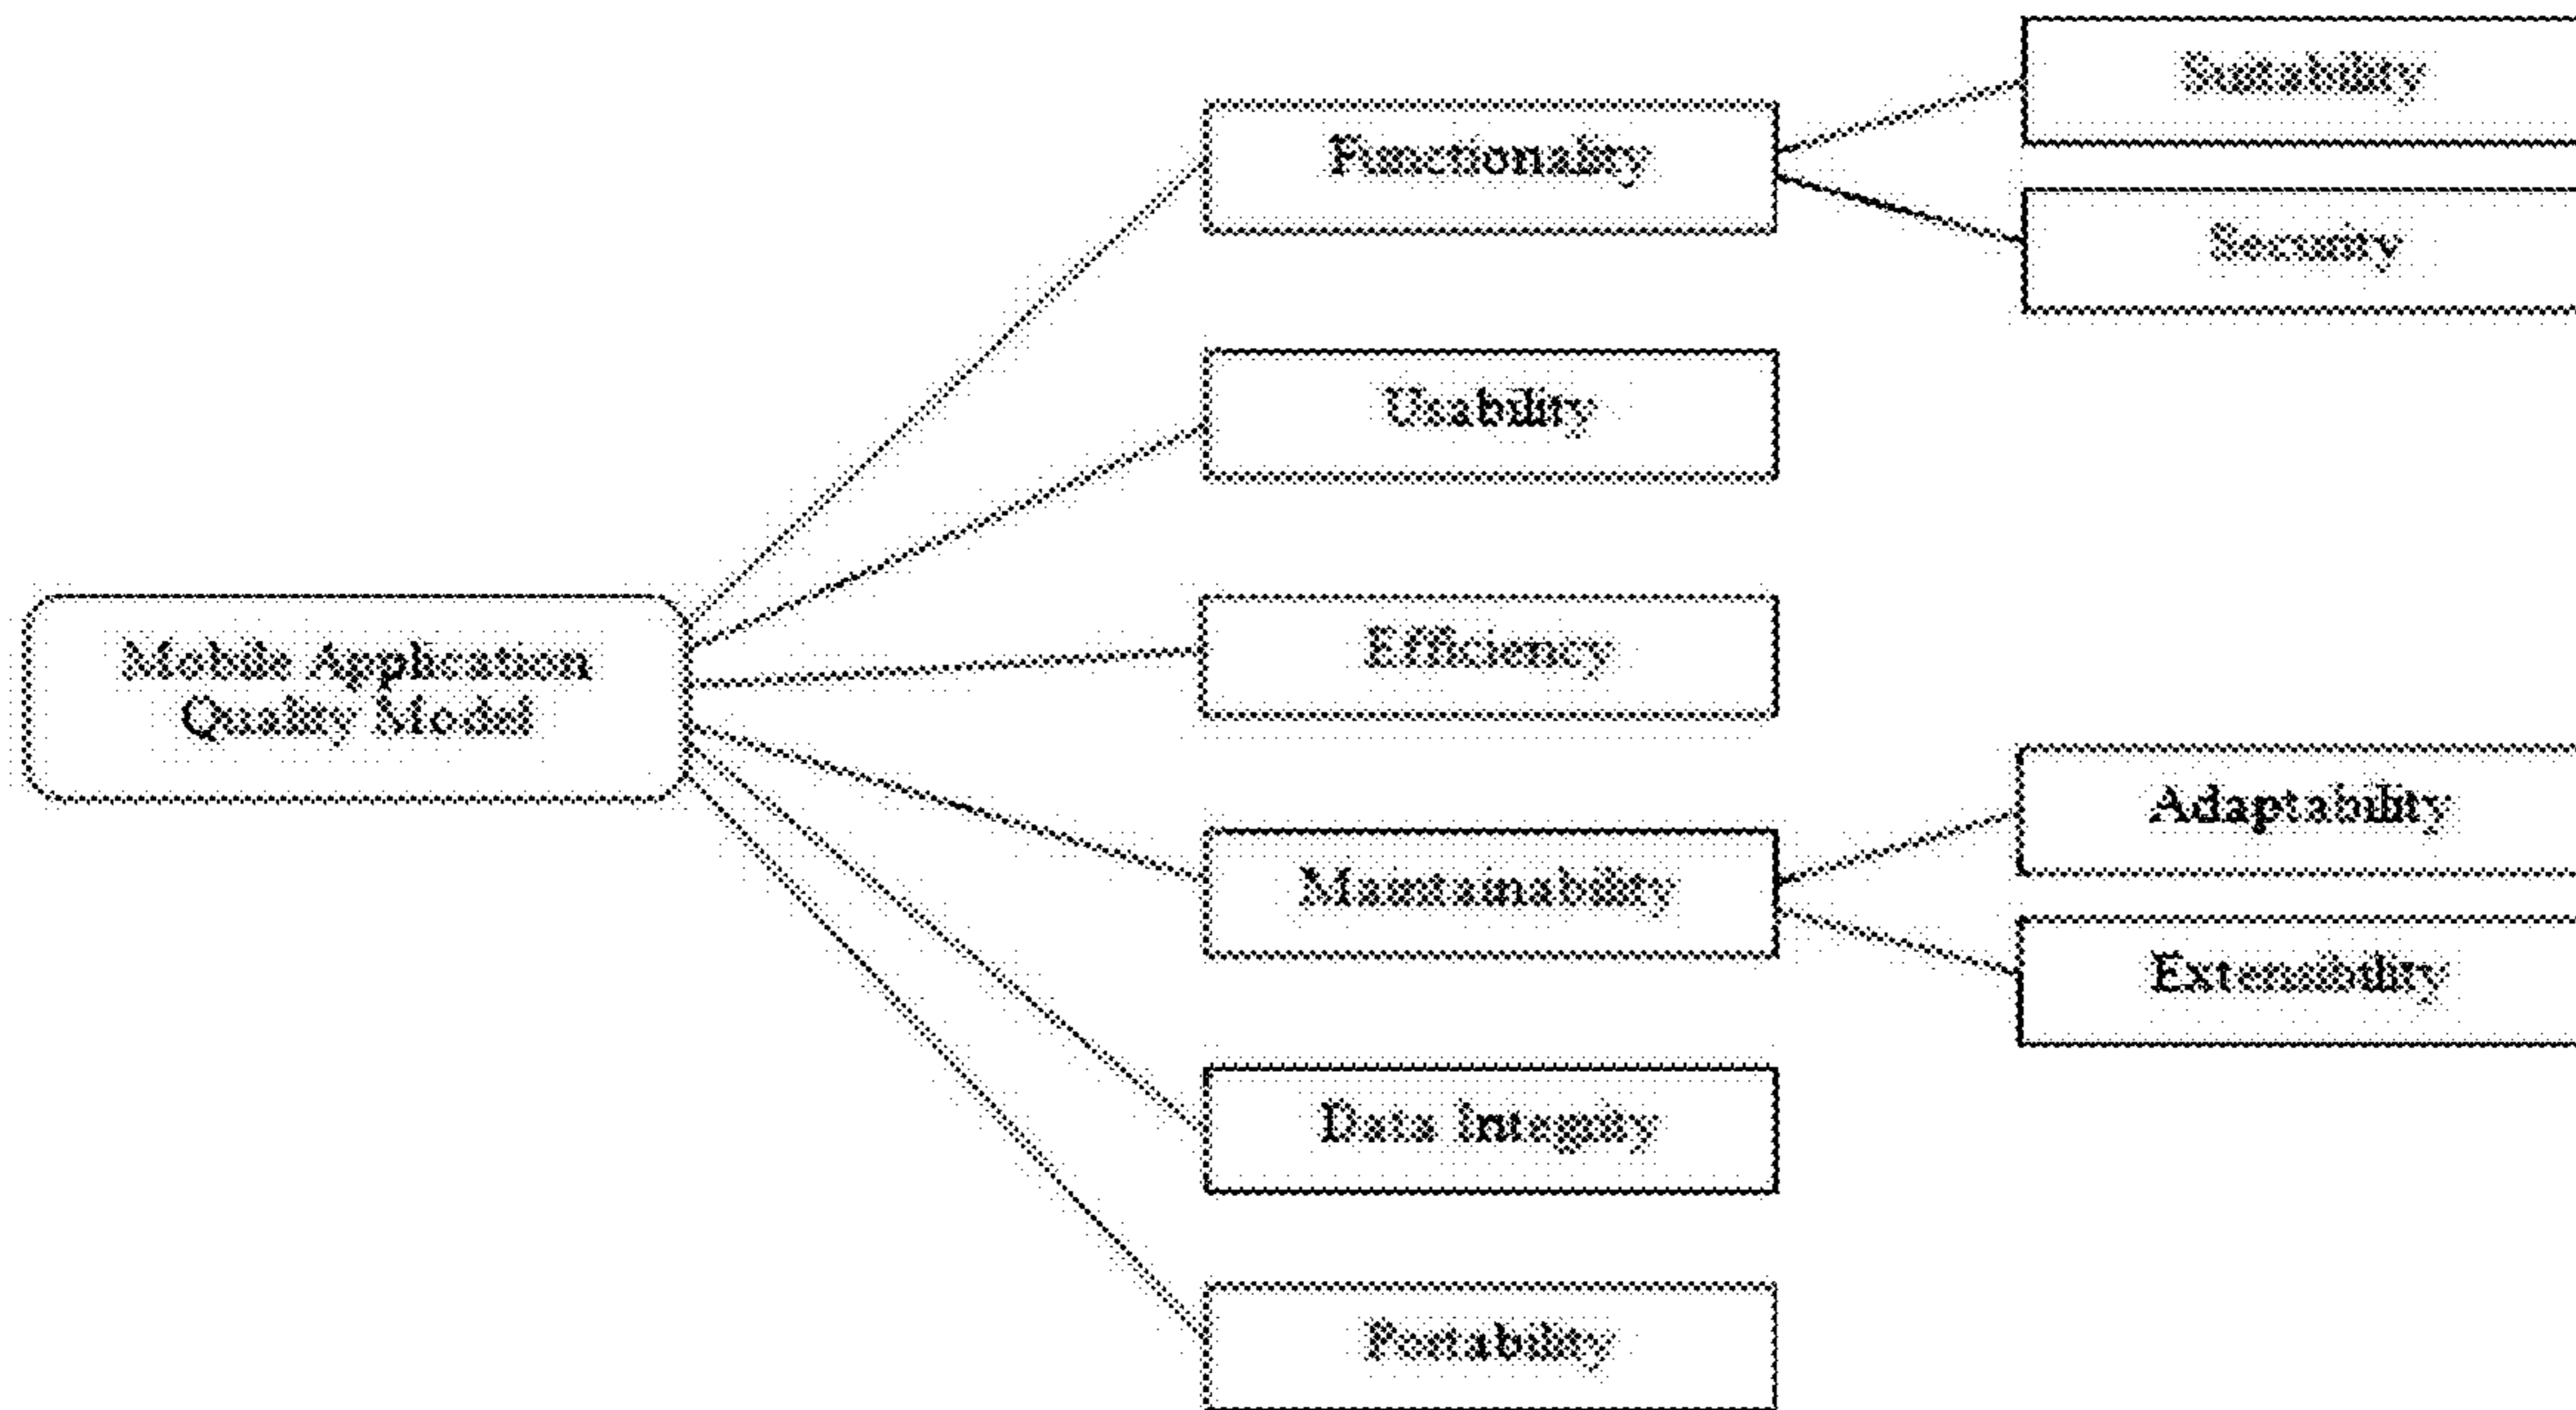 Suitability
Functionality
Security
Usability
Mobile Application
Quality Model
Efficiency
Adaptability
Maintainability
Extensibility
Data Integrity
Portability